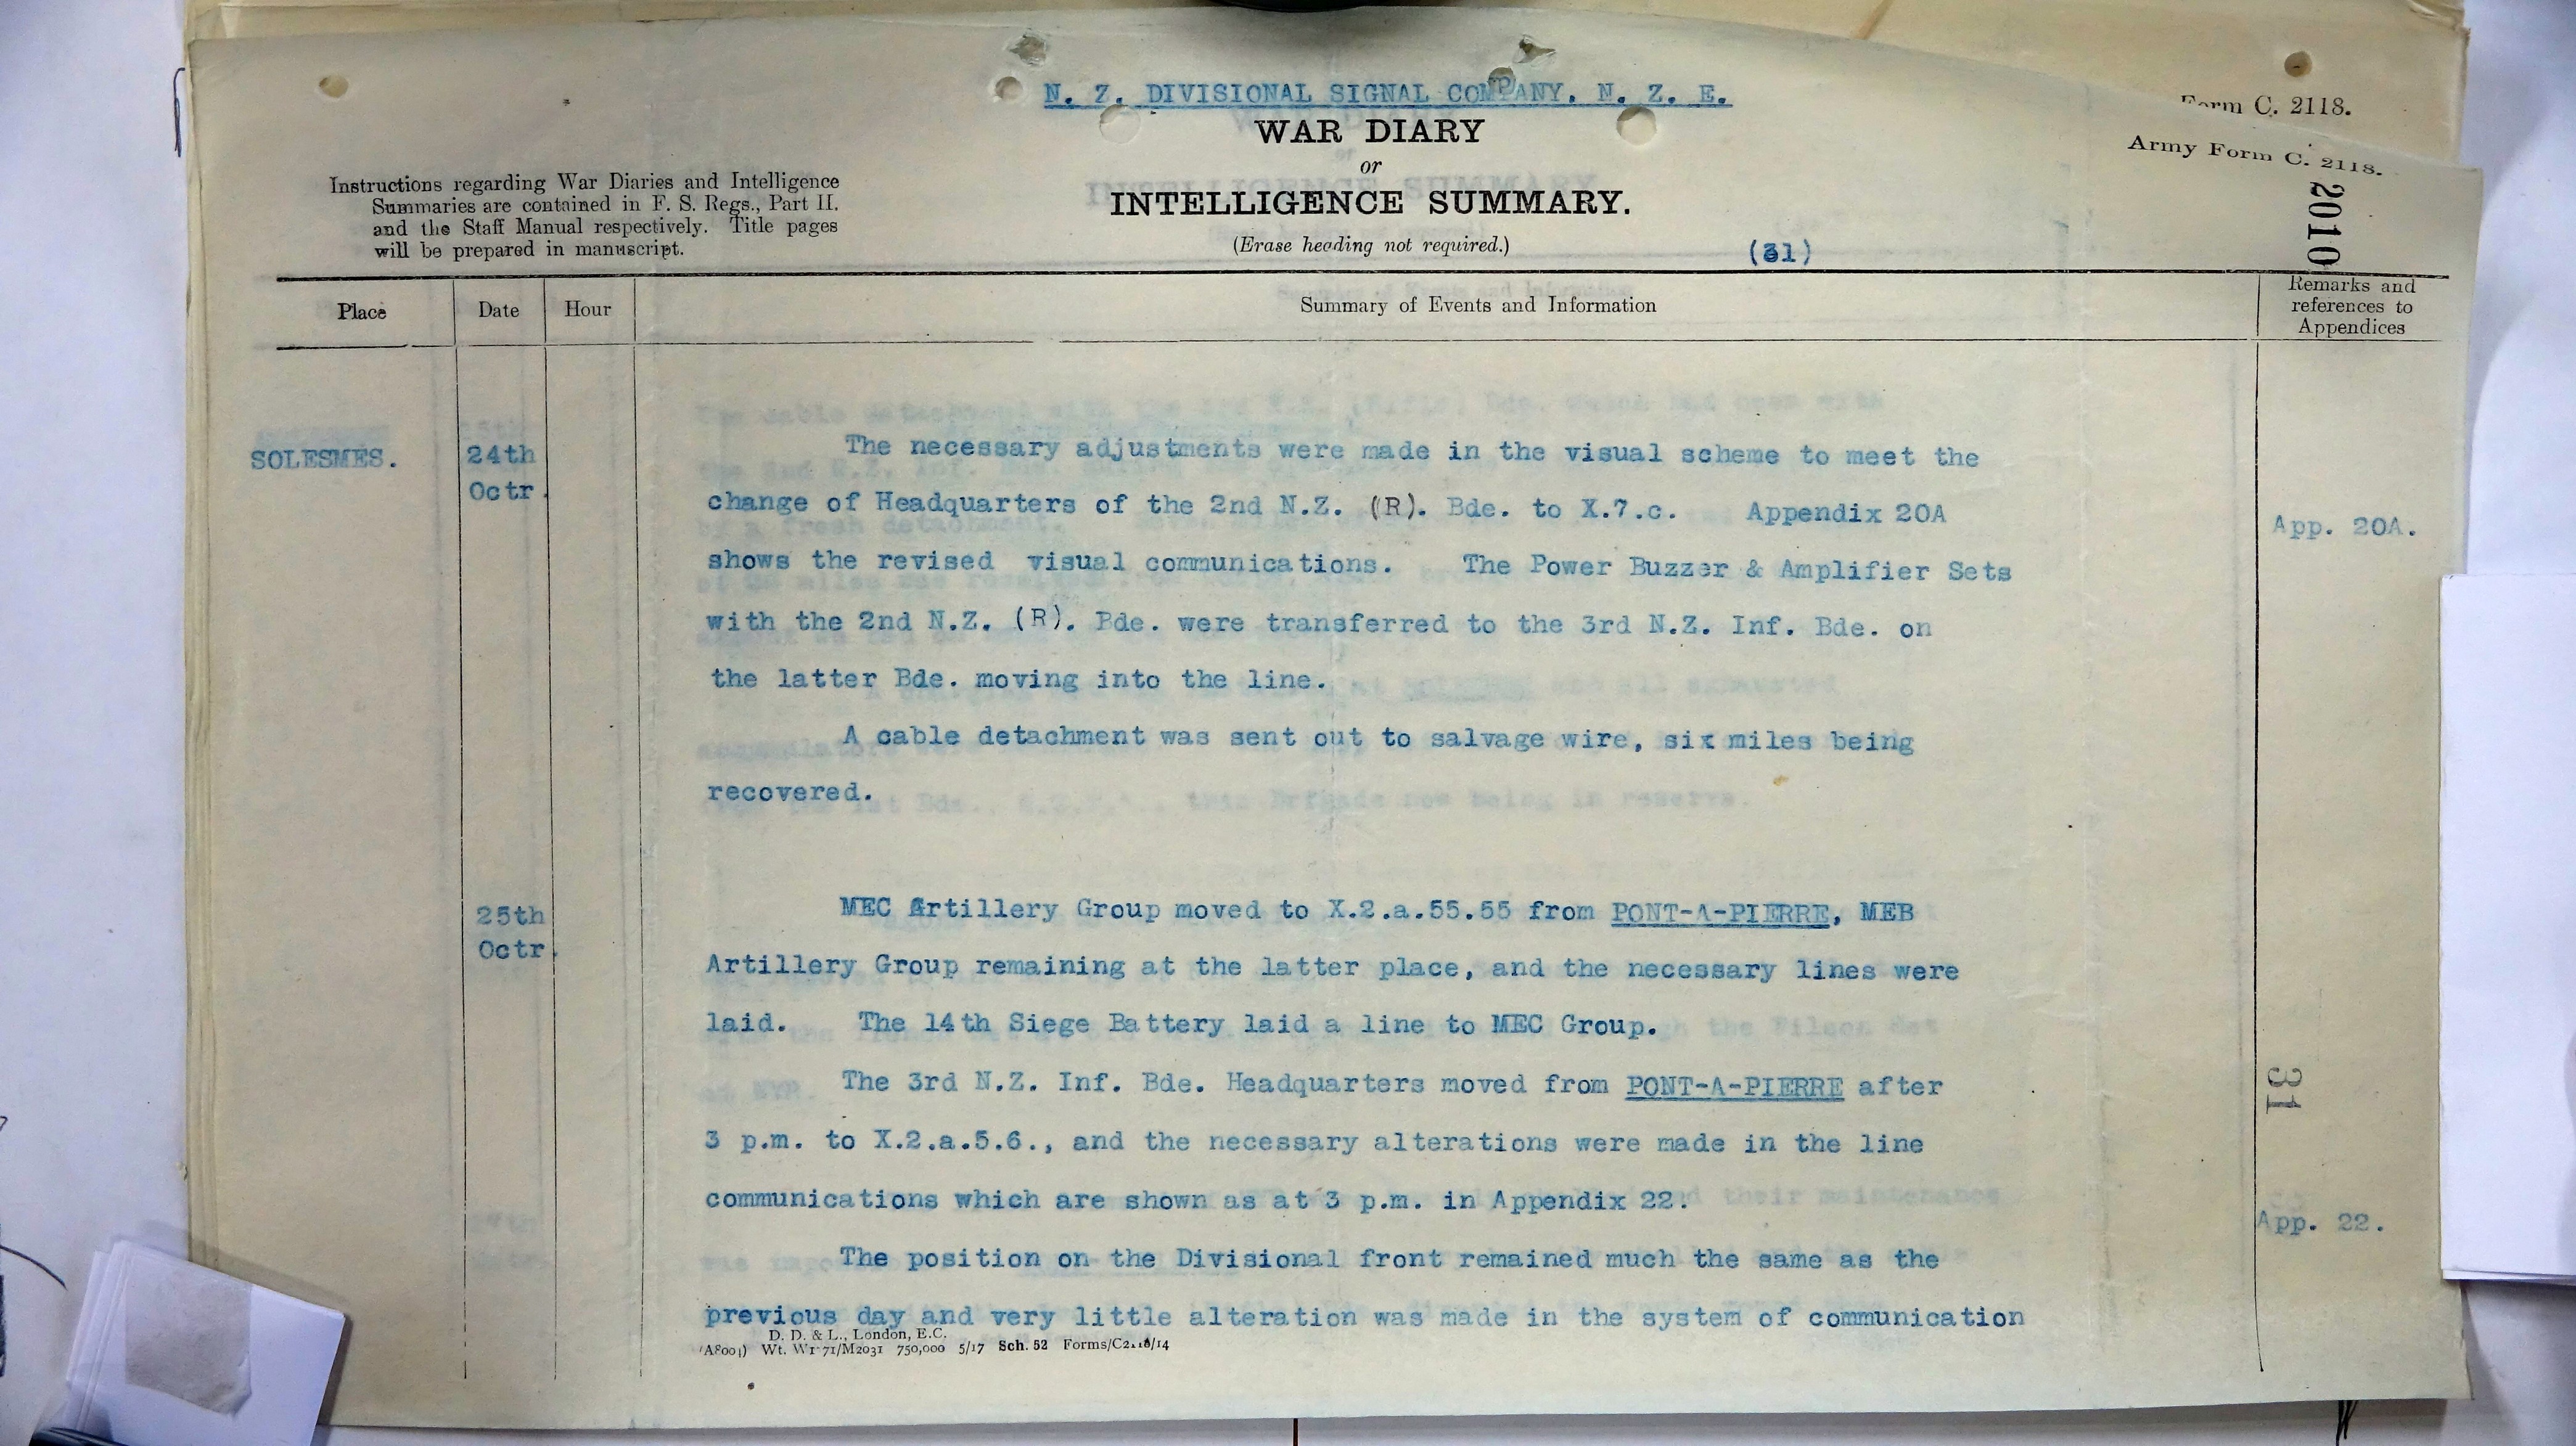 N. Z. DIVISIONAL SIGNAL COMPANY, N. Z. E.
Form C. 2118.
WAR DIARY
or
INTELLIGENCE SUMMARY.
(Erase heading not required.)
Army Form C. 2118.
2010
Instructions regarding War Diaries and Intelligence
Summaries are contained in F. S. Regs., Part II.
and the Staff Manual respectively. Title pages
will be prepared in manuscript.
(31)
Place Date Hour Summary of Events and Information Remarks and
references to
Appendices
SOLESMES. 24th
Octr.
The necessary adjustments were made in the visual scheme to meet the
change of Headquarters of the 2nd N.Z. (R). Bde. to X.7.c. Appendix 20A
App. 20A.
shows the revised visual communications. The Power Buzzer & Amplifier Sets
with the 2nd N.Z. (R). Bde. were transferred to the 3rd N.Z. Inf. Bde. on
the latter Bde. moving into the line.
A cable detachment was sent out to salvage wire, six miles being
recovered.
25th
Octr.
MEC Artillery Group moved to X.2.a.55.55 from PONT-A-PIERRE, MEB
Artillery Group remaining at the latter place, and the necessary lines were
laid. The 14th Siege Battery laid a line to MEC Group.
The 3rd N.Z. Inf. Bde. Headquarters moved from PONT-A-PIERRE after
31
3 p.m. to X.2.a.5.6., and the necessary alterations were made in the line
communications which are shown as at 3 p.m. in Appendix 22.
App. 22.
The position on the Divisional front remained much the same as the
previous day and very little alteration was made in the system of communication
D. D. & L., London, E.C.
Wt. 750,000 5/17 Sch. 52